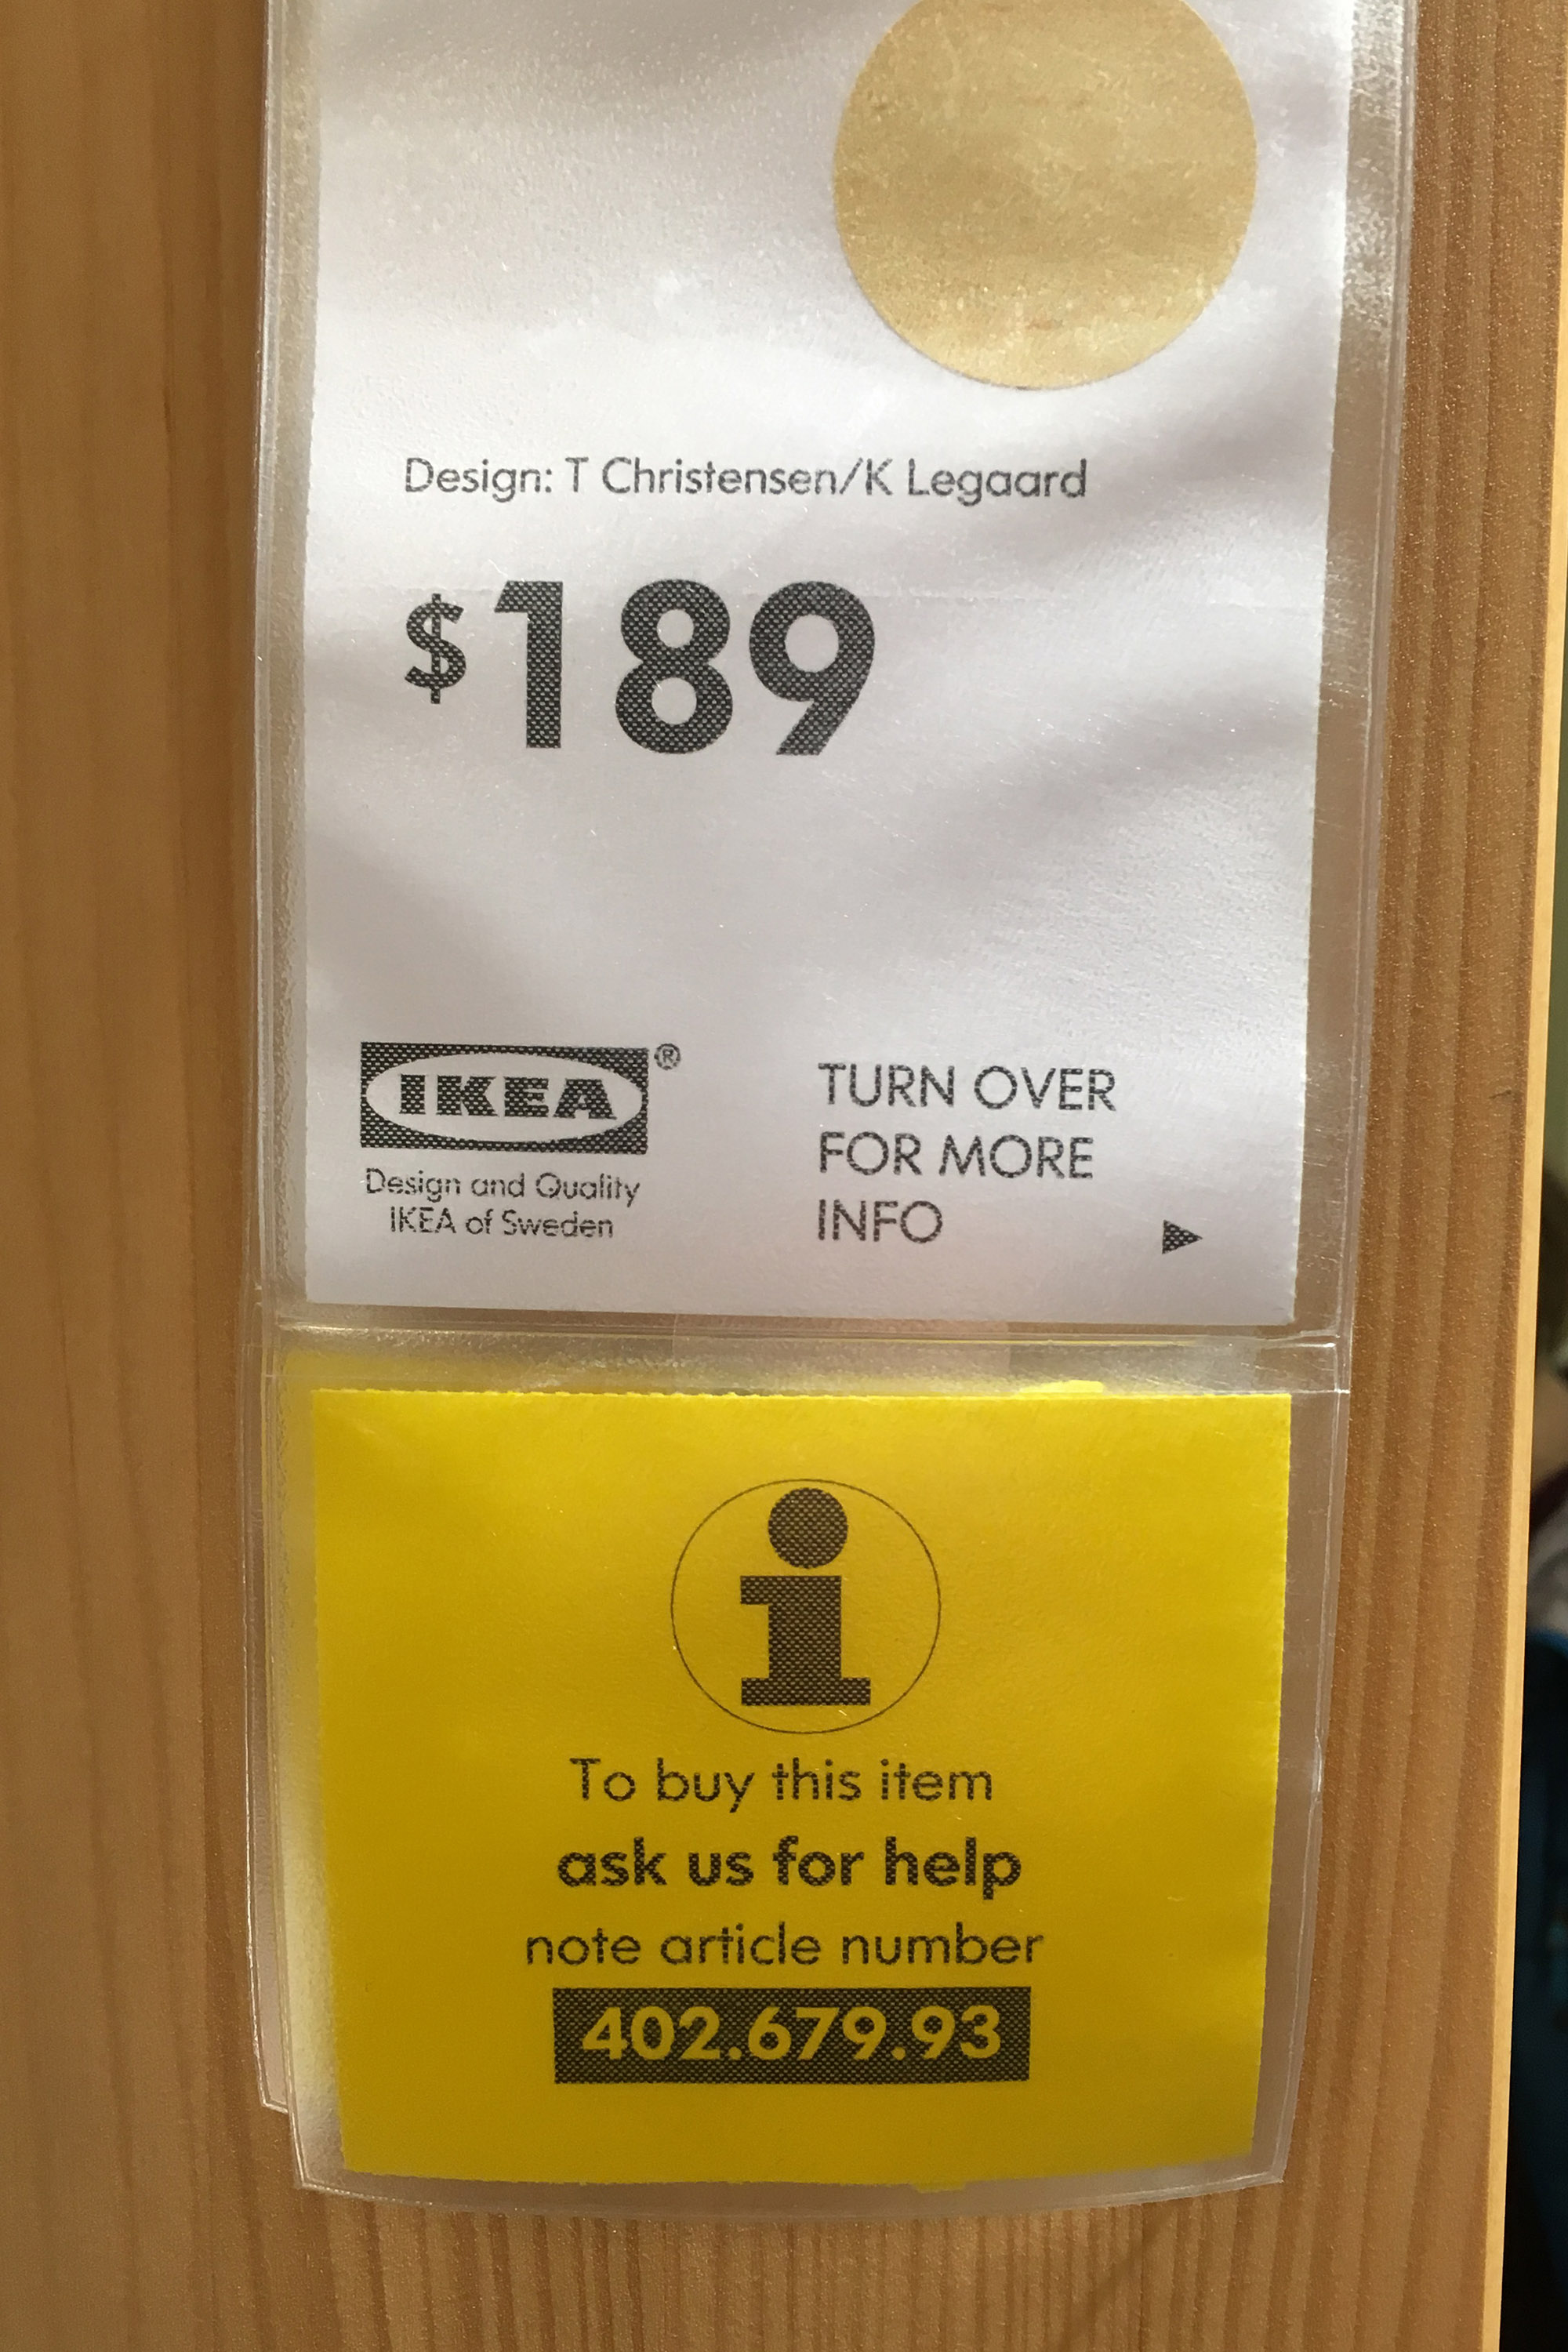 Design: T Christensen/K Legaard
$189
IKEA®
Design and Quality
IKEA of Sweden
TURN OVER
FOR MORE
INFO
i
To buy this item
ask us for help
note article number
402.679.93